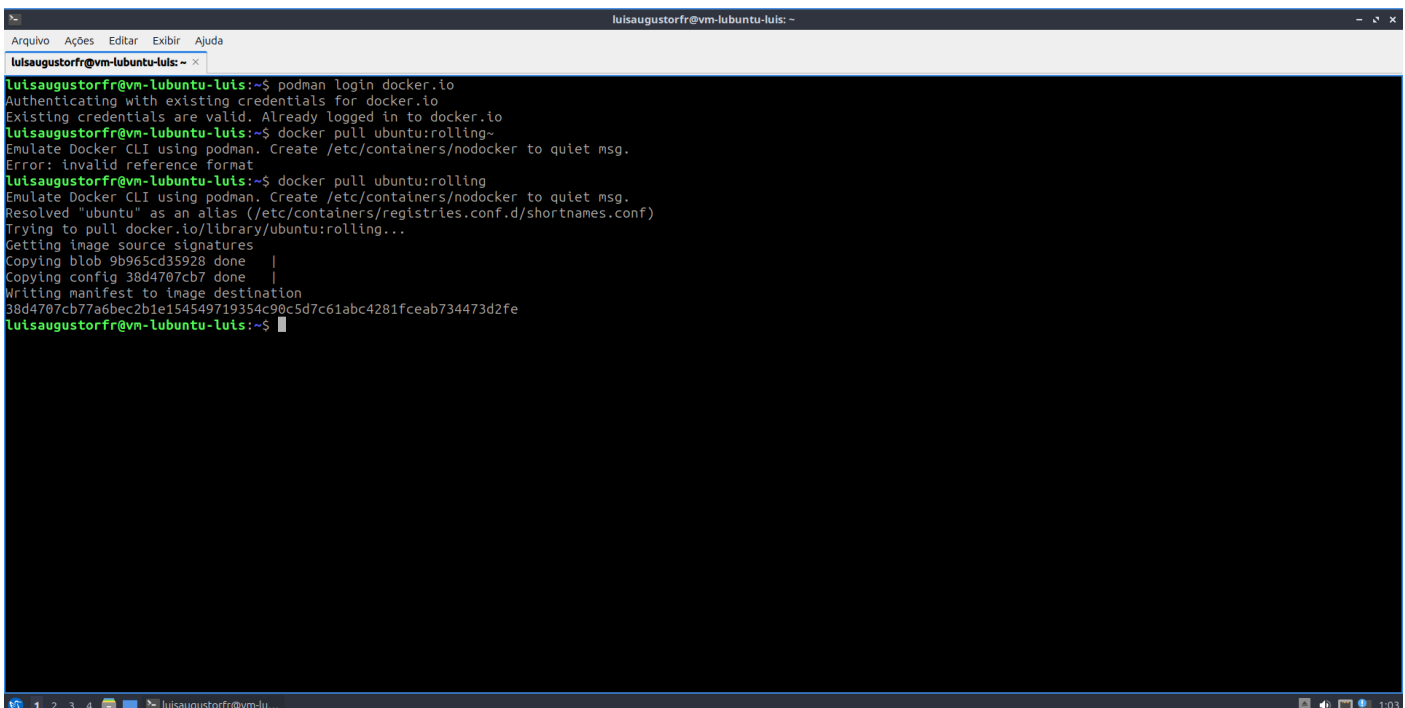 luisaugustorfr@vm-lubuntu-luis: ~
Arquivo Ações Editar Exibir Ajuda
luisaugustorfr@vm-lubuntu-luis: ~ ×
luisaugustorfr@vm-lubuntu-luis:~$ podman login docker.io
Authenticating with existing credentials for docker.io
Existing credentials are valid. Already logged in to docker.io
luisaugustorfr@vm-lubuntu-luis:~$ docker pull ubuntu:rolling~
Emulate Docker CLI using podman. Create /etc/containers/nodocker to quiet msg.
Error: invalid reference format
luisaugustorfr@vm-lubuntu-luis:~$ docker pull ubuntu:rolling
Emulate Docker CLI using podman. Create /etc/containers/nodocker to quiet msg.
Resolved "ubuntu" as an alias (/etc/containers/registries.conf.d/shortnames.conf)
Trying to pull docker.io/library/ubuntu:rolling...
Getting image source signatures
Copying blob 9b965cd35928 done |
Copying config 38d4707cb7 done |
Writing manifest to image destination
38d4707cb77a6bec2b1e154549719354c90c5d7c61abc4281fceab734473d2fe
luisaugustorfr@vm-lubuntu-luis:~$
1 2 3 4 luisaugustorfr@vm-lu... 1:03